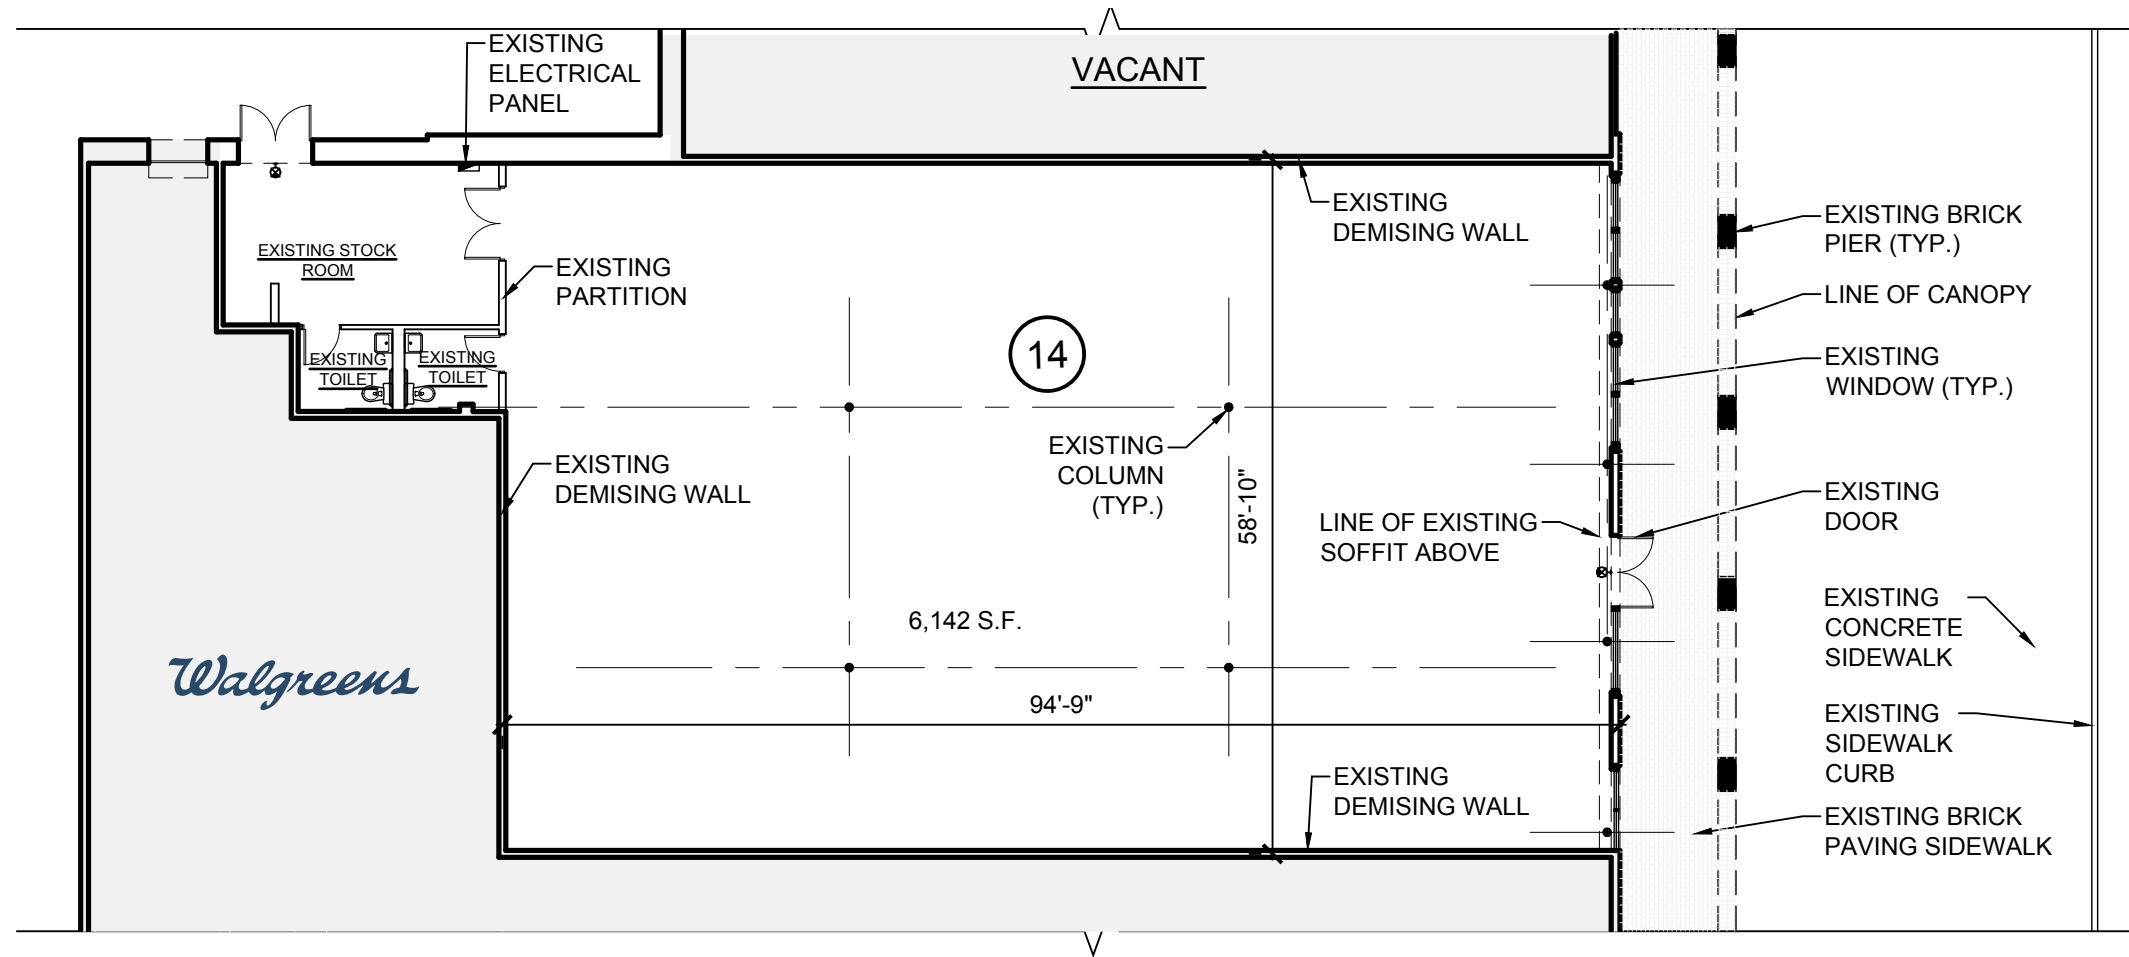 EXISTING
ELECTRICAL
PANEL
VACANT
EXISTING
DEMISING WALL
EXISTING BRICK
PIER (TYP.)
EXISTING STOCK
ROOM
EXISTING
PARTITION
LINE OF CANOPY
14
EXISTING
WINDOW (TYP.)
EXISTING
TOILET
EXISTING
TOILET
EXISTING
COLUMN
(TYP.)
EXISTING
DEMISING WALL
58'-10"
LINE OF EXISTING
SOFFIT ABOVE
EXISTING
DOOR
6,142 S.F.
EXISTING
CONCRETE
SIDEWALK
Walgreens
94'-9"
EXISTING
SIDEWALK
CURB
EXISTING
DEMISING WALL
EXISTING BRICK
PAVING SIDEWALK